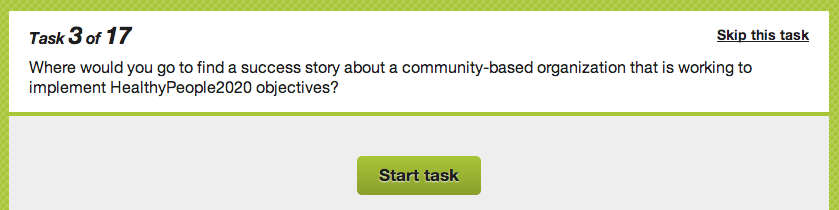 Task 3 of 17
Skip this task
Where would you go to find a success story about a community-based organization that is working to
implement HealthyPeople2020 objectives?
Start task